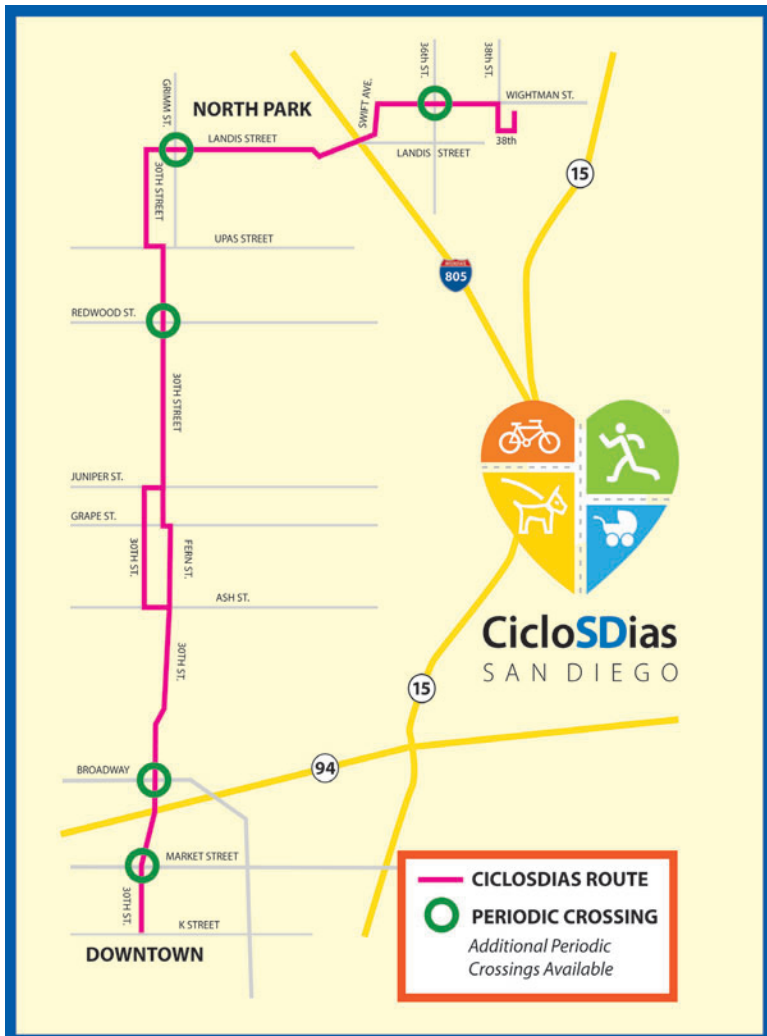 36th ST.
38th ST.
GRIMM ST.
SWIFT AVE.
WIGHTMAN ST.
NORTH PARK
LANDIS STREET
LANDIS STREET
38th
15
30TH STREET
UPAS STREET
INTERSTATE
805
REDWOOD ST.
30TH STREET
JUNIPER ST.
GRAPE ST.
30TH ST.
FERN ST.
ASH ST.
TM
CicloSDias
SAN DIEGO
30TH ST.
15
BROADWAY
94
MARKET STREET
30TH ST.
K STREET
DOWNTOWN
CICLOSDIAS ROUTE
PERIODIC CROSSING
Additional Periodic
Crossings Available